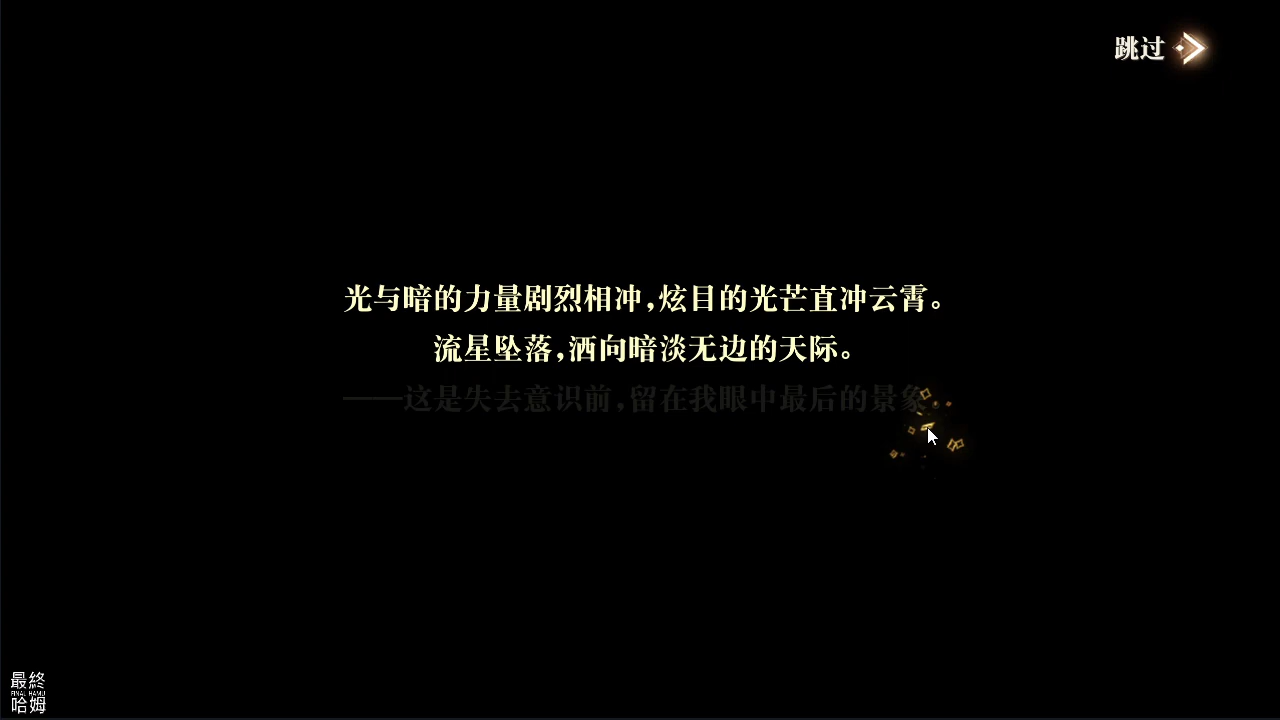 跳过
光与暗的力量剧烈相冲,炫目的光芒直冲云霄。
流星坠落,洒向暗淡无边的天际。
——这是失去意识前,留在我眼中最后的景象
最終
FINAL HAMU
哈姆